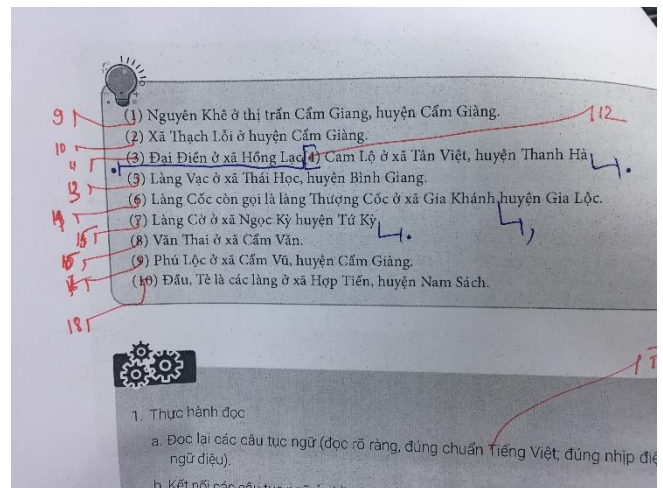 9 (1) Nguyên Khê ở thị trấn Cẩm Giang, huyện Cẩm Giàng. 12
10 (2) Xã Thạch Lỗi ở huyện Cẩm Giàng.
11 (3) Đại Điền ở xã Hồng Lạc (4) Cam Lộ ở xã Tân Việt, huyện Thanh Hà.
13 (5) Làng Vạc ở xã Thái Học, huyện Bình Giang.
14 (6) Làng Cốc còn gọi là làng Thượng Cốc ở xã Gia Khánh, huyện Gia Lộc.
15 (7) Làng Cờ ở xã Ngọc Kỳ huyện Tứ Kỳ.
(8) Văn Thai ở xã Cẩm Văn.
(9) Phú Lộc ở xã Cẩm Vũ, huyện Cẩm Giàng.
(10) Đầu, Tè là các làng ở xã Hợp Tiến, huyện Nam Sách.
18
1. Thực hành đọc
a. Đọc lại các câu tục ngữ (đọc rõ ràng, đúng chuẩn Tiếng Việt; đúng nhịp điệ
ngữ điệu).
b. Kết nối các câu tục ngữ